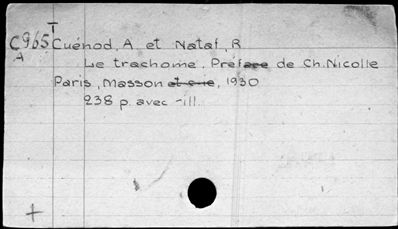 T
C965 Cuénod, A. et Nataf, R
A
Le trachome. Préface de Ch. Nicolle
Paris, Masson et cie, 1930
238 p. avec ill.
+